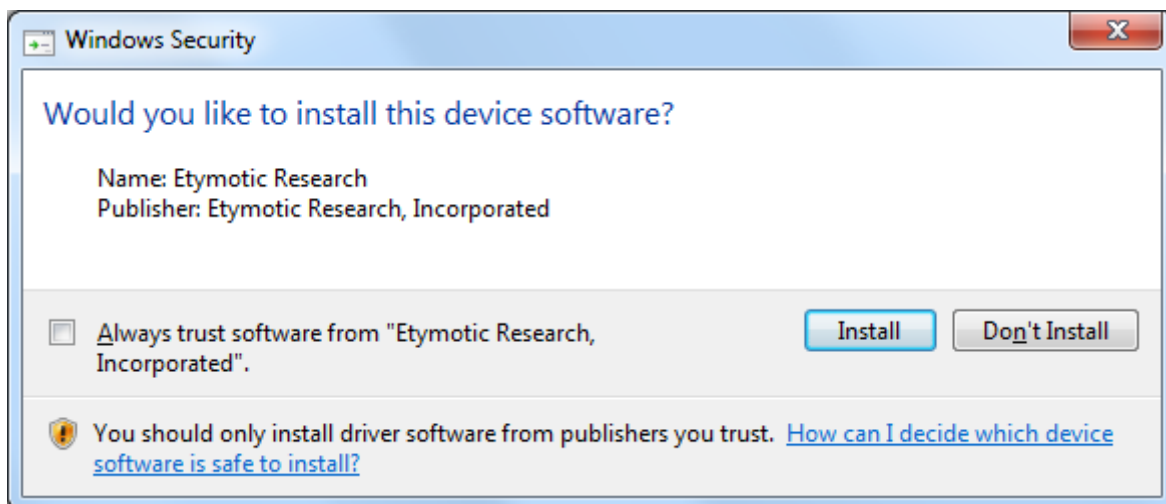 Windows Security
Would you like to install this device software?
Name: Etymotic Research
Publisher: Etymotic Research, Incorporated
Always trust software from "Etymotic Research,
Incorporated".
Install
Don't Install
You should only install driver software from publishers you trust. How can I decide which device
software is safe to install?